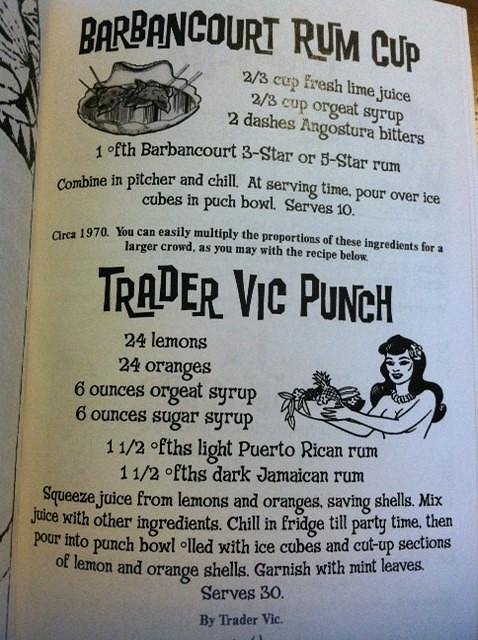 BARBANCOURT RUM CUP
2/3 cup fresh lime juice
2/3 cup orgeat syrup
2 dashes Angostura bitters
1 ofth Barbancourt 3-Star or 5-Star rum
Combine in pitcher and chill. At serving time, pour over ice
cubes in puch bowl. Serves 10.
Circa 1970. You can easily multiply the proportions of these ingredients for a
larger crowd, as you may with the recipe below.
TRADER VIC PUNCH
24 lemons
24 oranges
6 ounces orgeat syrup
6 ounces sugar syrup
1 1/2 ofths light Puerto Rican rum
1 1/2 ofths dark Jamaican rum
Squeeze juice from lemons and oranges, saving shells. Mix
juice with other ingredients. Chill in fridge till party time, then
pour into punch bowl olled with ice cubes and cut-up sections
of lemon and orange shells. Garnish with mint leaves.
Serves 30.
By Trader Vic.